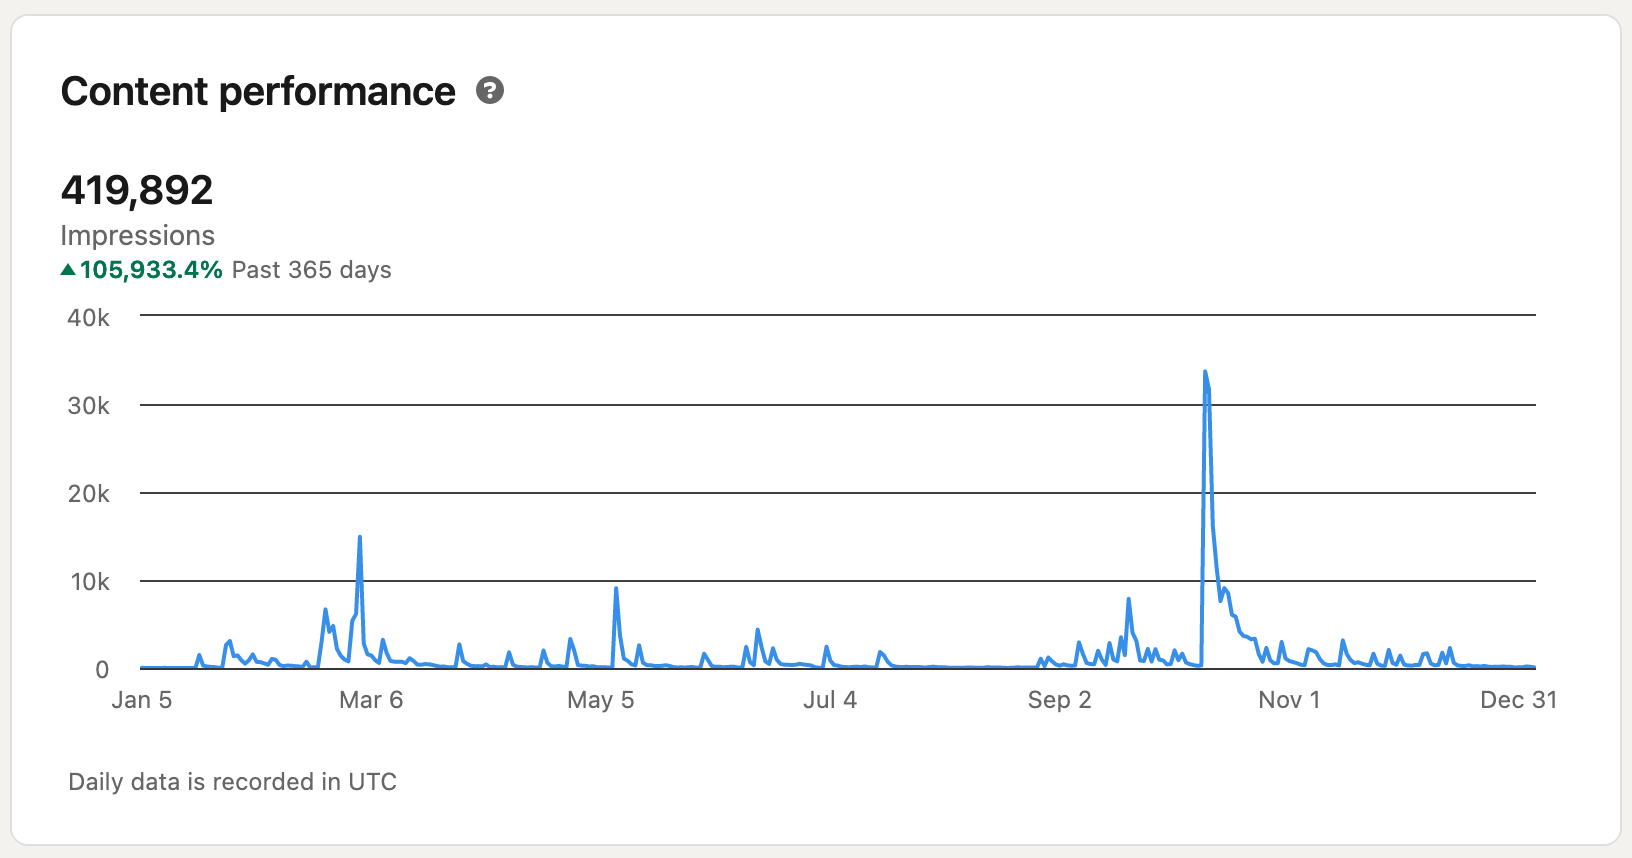 Content performance ?
419,892
Impressions
▲105,933.4% Past 365 days
40k
30k
20k
10k
0
Jan 5 Mar 6 May 5 Jul 4 Sep 2 Nov 1 Dec 31
Daily data is recorded in UTC